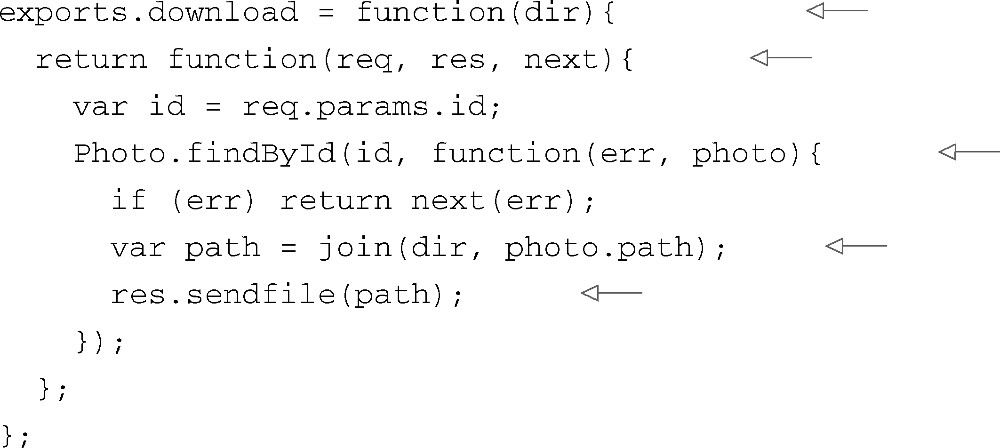 exports.download = function(dir){
  return function(req, res, next){
    var id = req.params.id;
    Photo.findById(id, function(err, photo){
      if (err) return next(err);
      var path = join(dir, photo.path);
      res.sendfile(path);
    });
  };
};